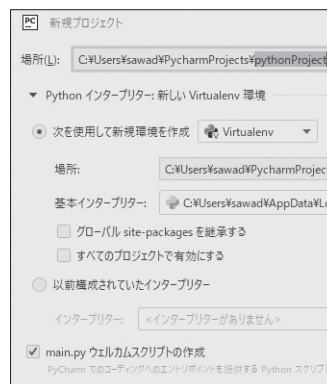 PC 新規プロジェクト
場所(L): C:¥Users¥sawad¥PycharmProjects¥pythonProject
▼ Python インタープリター: 新しい Virtualenv 環境
次を使用して新規環境を作成 Virtualenv ▼
場所: C:¥Users¥sawad¥PycharmProjec
基本インタープリター: C:¥Users¥sawad¥AppData¥Lo
グローバル site-packages を継承する
すべてのプロジェクトで有効にする
以前構成されていたインタープリター
インタープリター: <インタープリターがありません>
main.py ウェルカムスクリプトの作成
PyCharm でのコーディングへのエントリポイントを提供する Python スクリプ